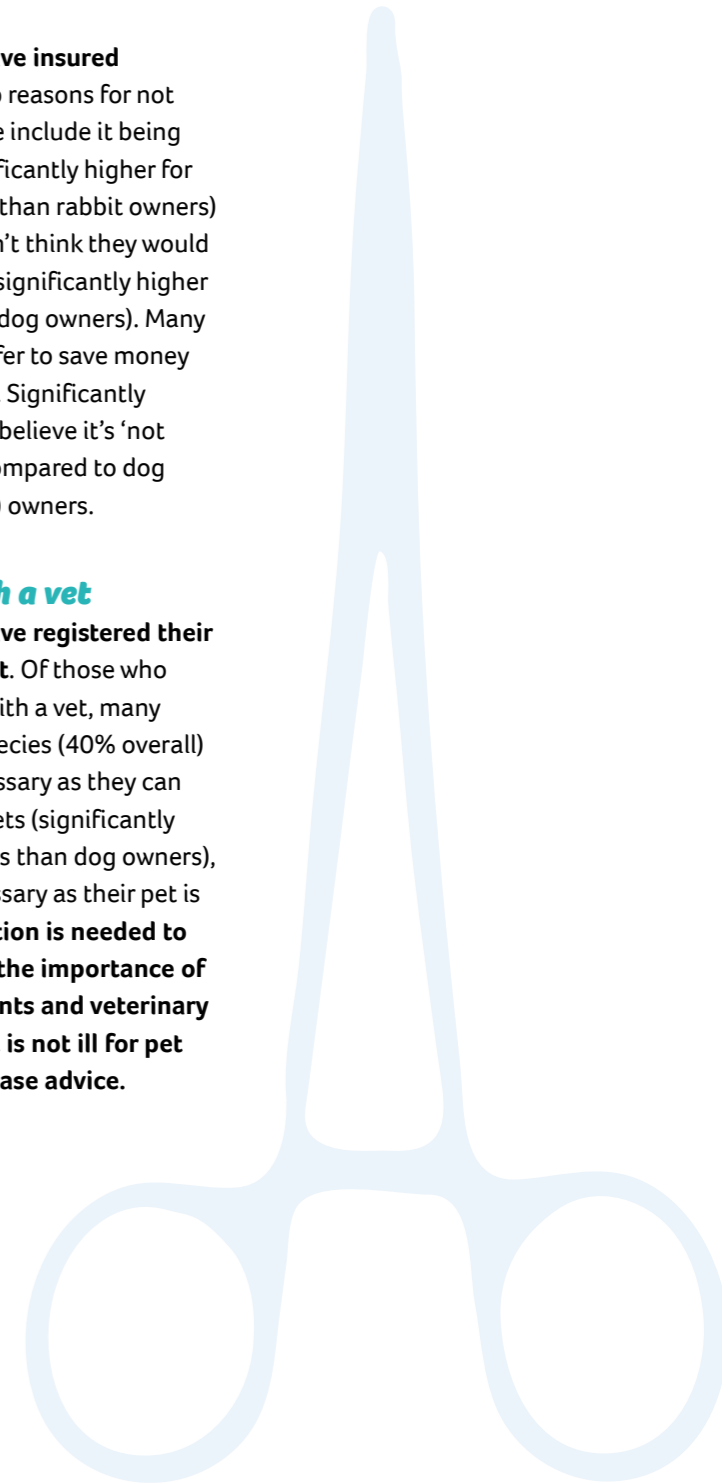 ve insured
reasons for not
e include it being
ficantly higher for
than rabbit owners)
n't think they would
significantly higher
dog owners). Many
fer to save money
Significantly
believe it's 'not
ompared to dog
owners.
h a vet
ve registered their
t. Of those who
ith a vet, many
ecies (40% overall)
ssary as they can
ets (significantly
s than dog owners),
ssary as their pet is
tion is needed to
the importance of
nts and veterinary
is not ill for pet
ase advice.